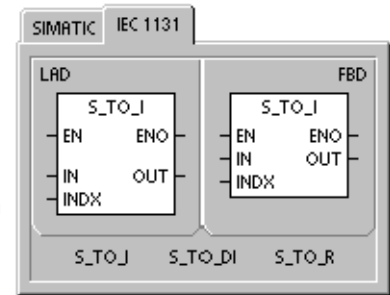 SIMATIC IEC 1131
LAD FBD
S_TO_I S_TO_I
EN ENO EN ENO
IN OUT IN OUT
INDX INDX
S_TO_I S_TO_DI S_TO_R